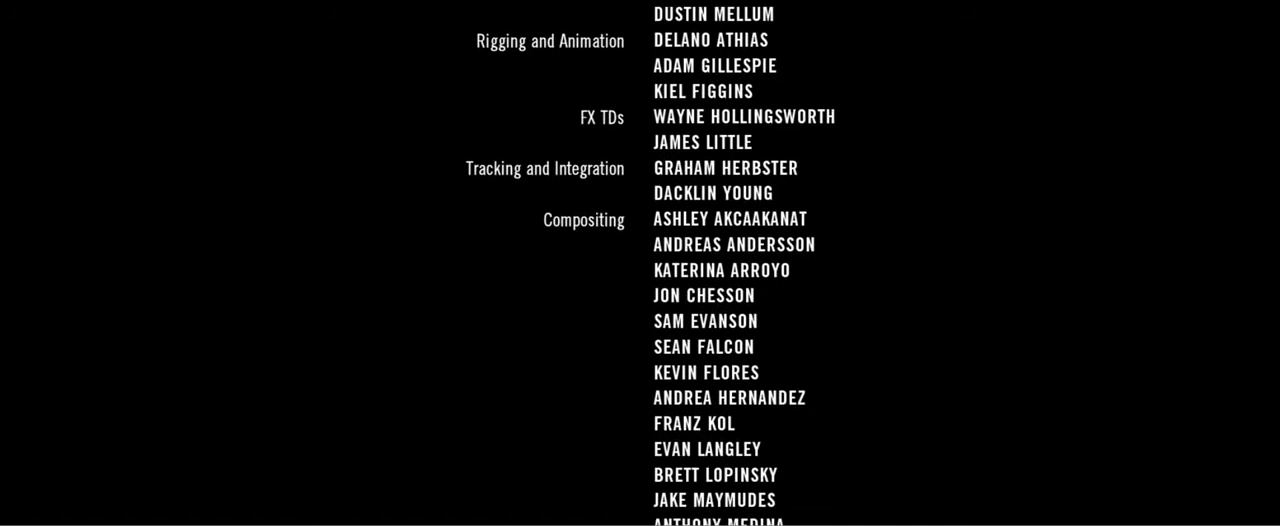 DUSTIN MELLUM
Rigging and Animation DELANO ATHIAS
ADAM GILLESPIE
KIEL FIGGINS
FX TDs WAYNE HOLLINGSWORTH
JAMES LITTLE
Tracking and Integration GRAHAM HERBSTER
DACKLIN YOUNG
Compositing ASHLEY AKCAAKANAT
ANDREAS ANDERSSON
KATERINA ARROYO
JON CHESSON
SAM EVANSON
SEAN FALCON
KEVIN FLORES
ANDREA HERNANDEZ
FRANZ KOL
EVAN LANGLEY
BRETT LOPINSKY
JAKE MAYMUDES
ANTHONY MEDINA